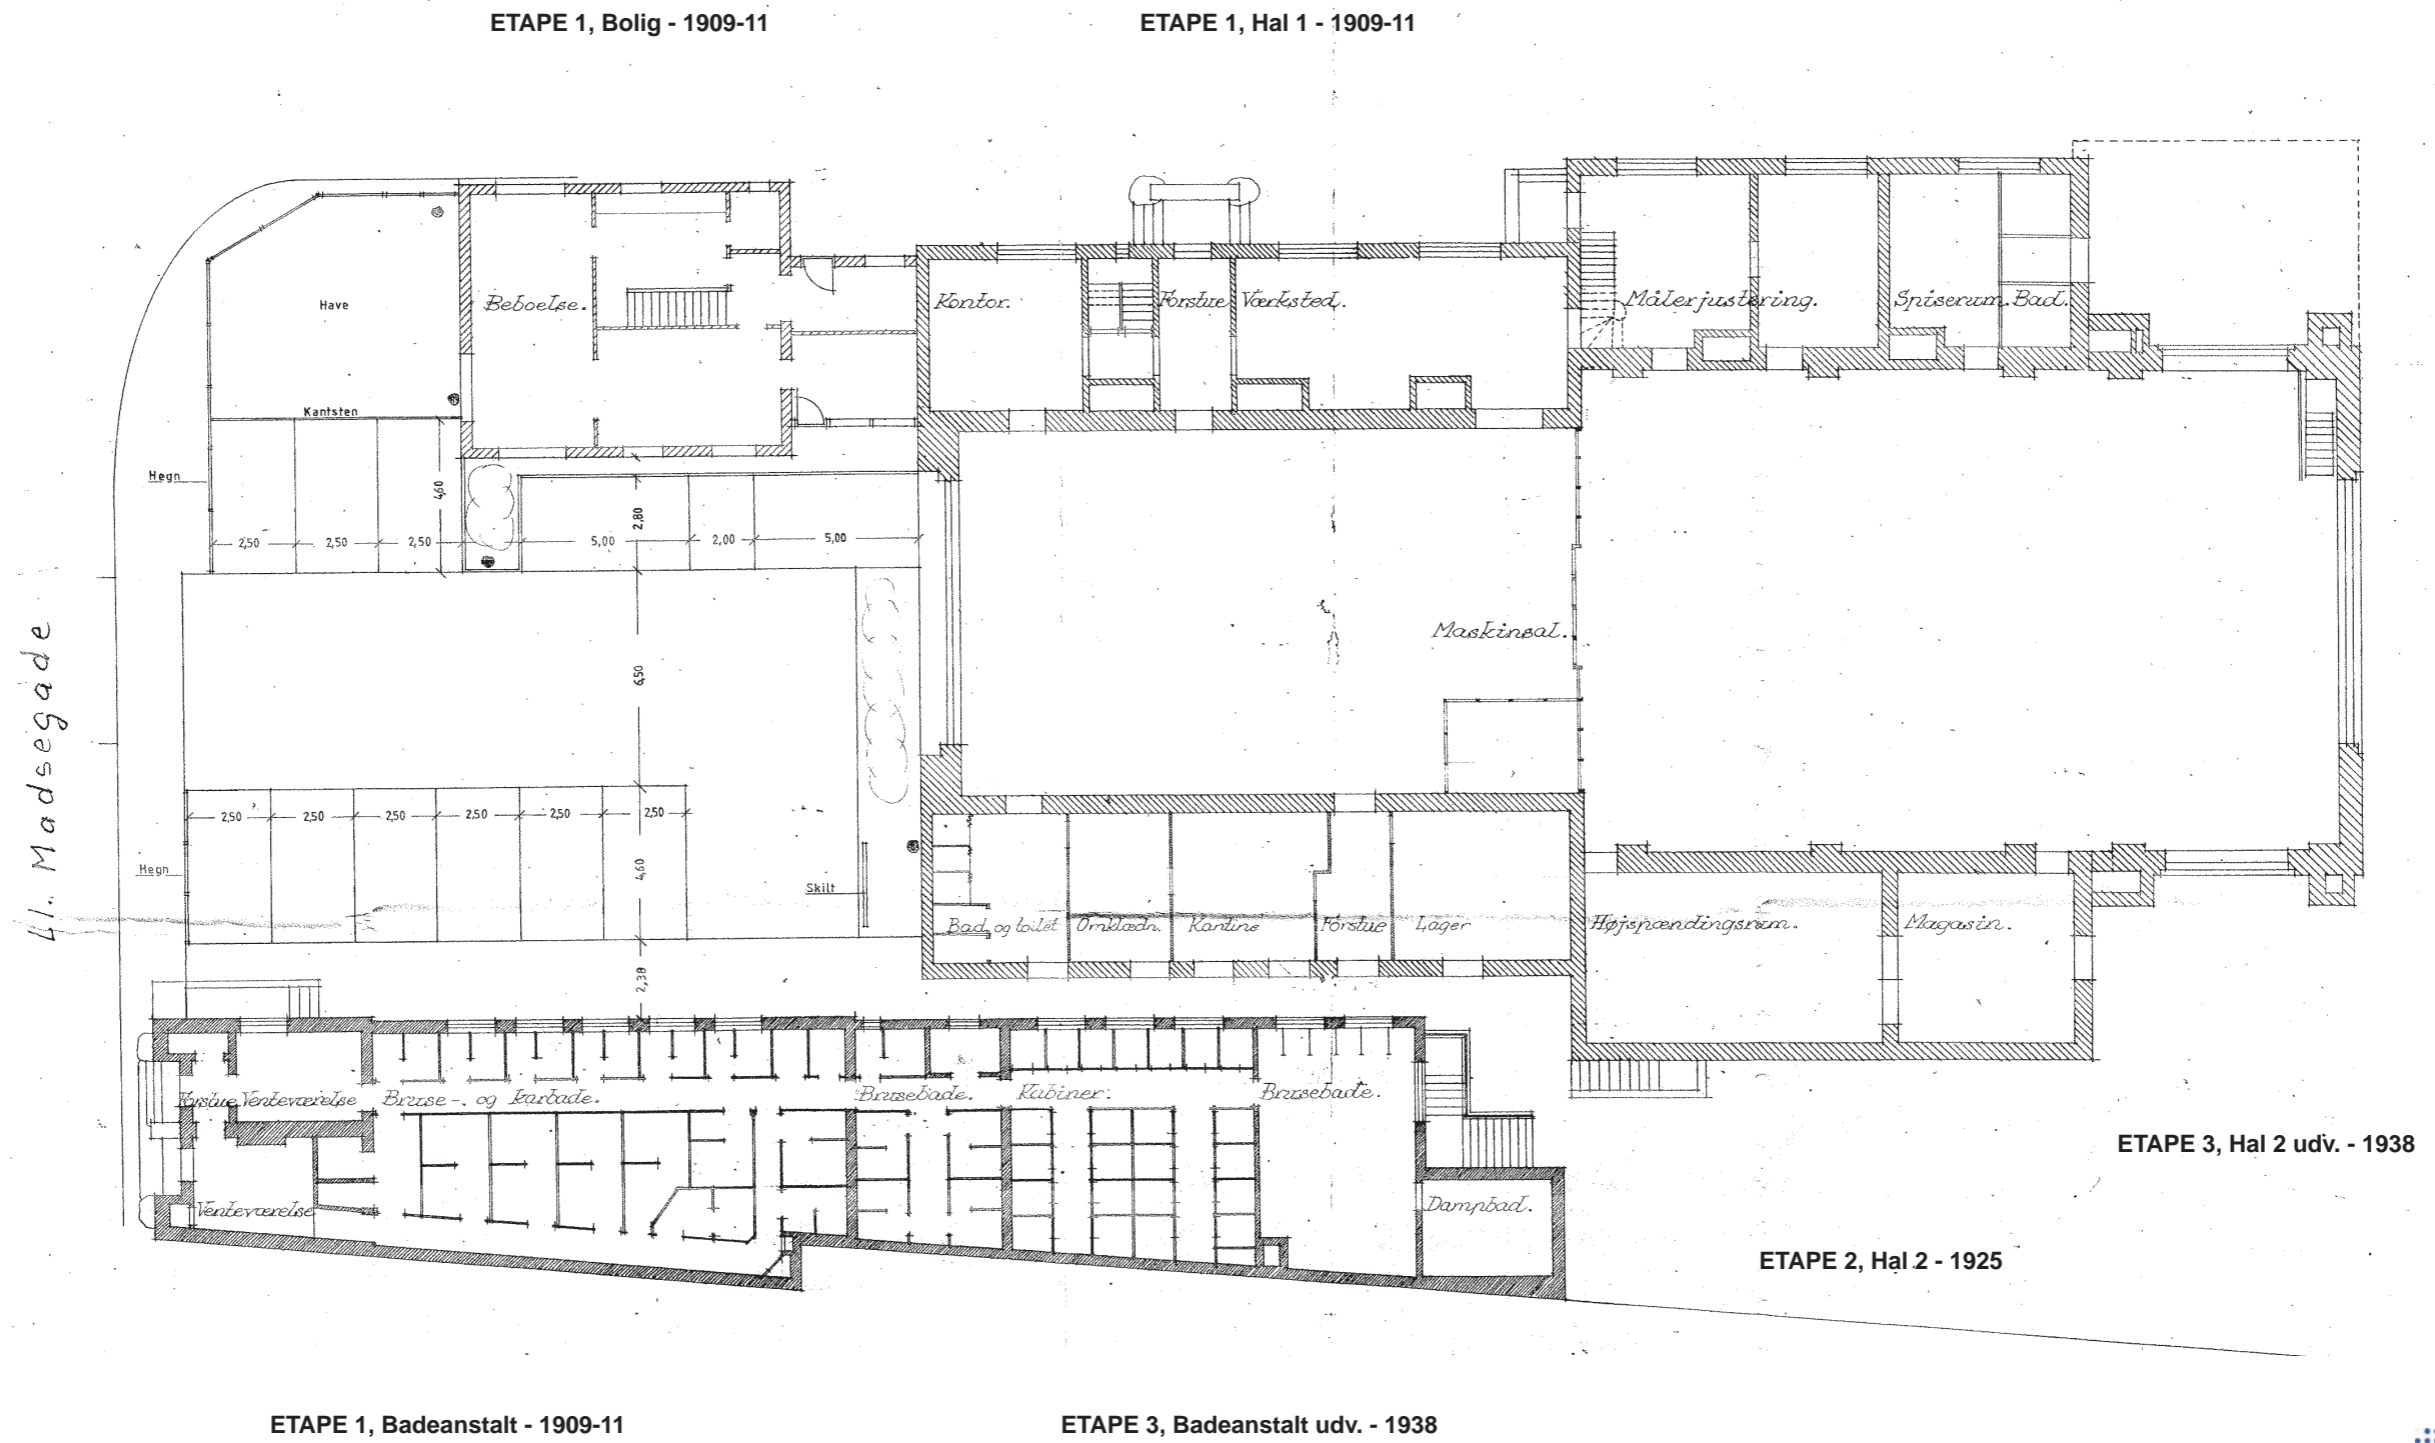 ETAPE 1, Bolig - 1909-11
ETAPE 1, Hal 1 - 1909-11
Have
Beboelse.
Kontor.
Forstue
Værksted.
Målerjustering.
Spiserum.
Bad.
Kantsten
Hegn
4,60
2,80
2,50
2,50
2,50
5,00
2,00
5,00
Ll. Madsegade
6,50
Maskinsal.
2,50
2,50
2,50
2,50
2,50
2,50
Hegn
4,60
Skilt
Bad og toilet
Omklædn.
Kantine
Forstue
Lager
Højspændingsrum.
Magasin.
2,30
Forstue
Venteværelse
Bruse-. og karbade.
Brusebade.
Kabiner.
Brusebade.
Venteværelse
Dampbad.
ETAPE 3, Hal 2 udv. - 1938
ETAPE 2, Hal 2 - 1925
ETAPE 1, Badeanstalt - 1909-11
ETAPE 3, Badeanstalt udv. - 1938